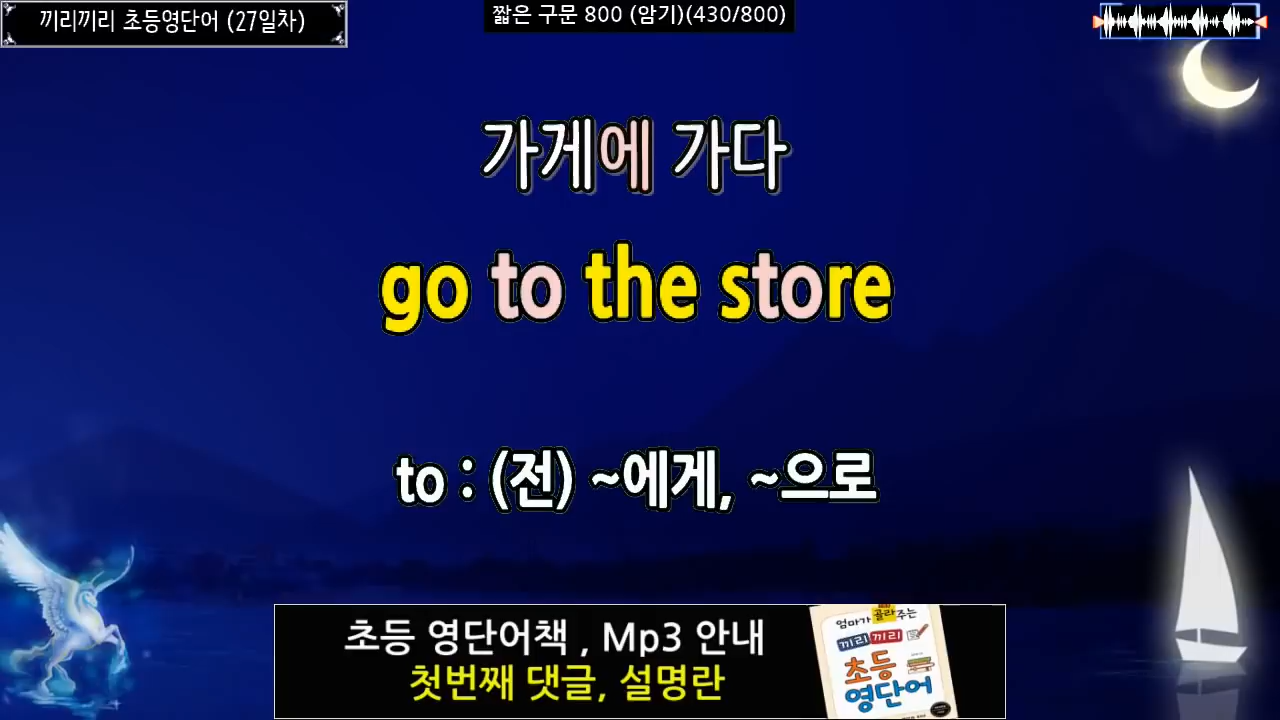 끼리끼리 초등영단어 (27일차)
짧은 구문 800 (암기)(430/800)
가게에 가다
go to the store
to : (전) ~에게, ~으로
초등 영단어책 , Mp3 안내
첫번째 댓글, 설명란
엄마가 골라주는
끼리끼리
초등
영단어